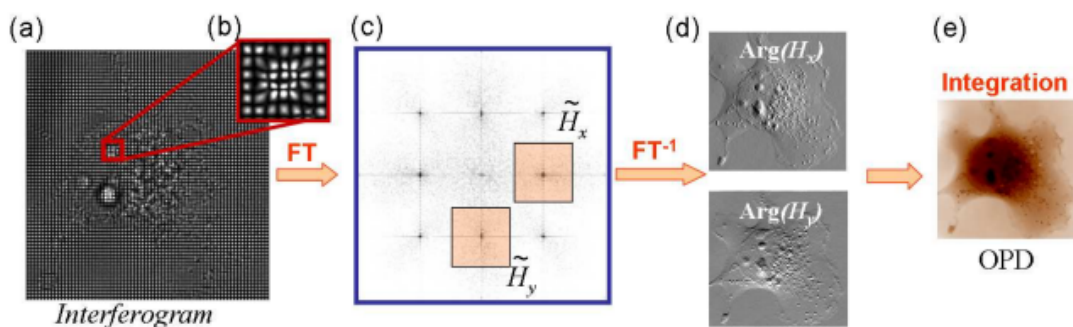 (a)
(b)
(c)
(d)
(e)
Arg(Hx)
Integration
H̃x
FT
FT-1
Arg(Hy)
H̃y
OPD
Interferogram